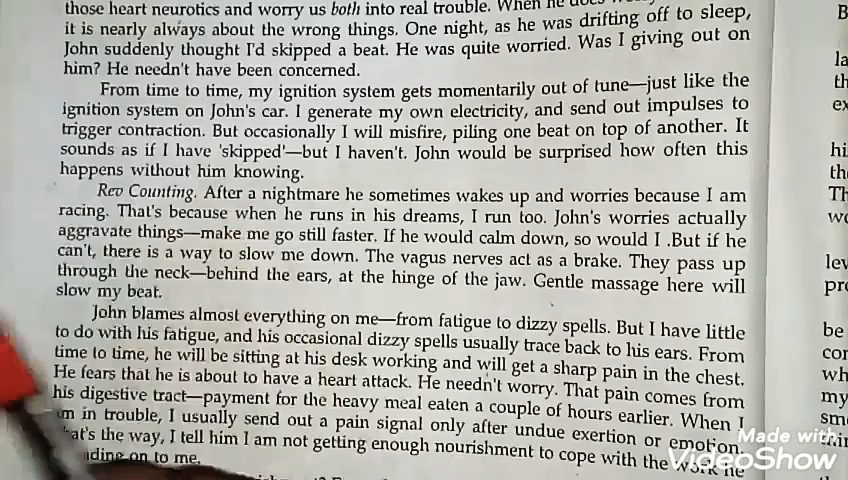 those heart neurotics and worry us both into real trouble. When he does
it is nearly always about the wrong things. One night, as he was drifting off to sleep,
John suddenly thought I'd skipped a beat. He was quite worried. Was I giving out on
him? He needn't have been concerned.
From time to time, my ignition system gets momentarily out of tune—just like the
ignition system on John's car. I generate my own electricity, and send out impulses to
trigger contraction. But occasionally I will misfire, piling one beat on top of another. It
sounds as if I have 'skipped'—but I haven't. John would be surprised how often this
happens without him knowing.
Rev Counting. After a nightmare he sometimes wakes up and worries because I am
racing. That's because when he runs in his dreams, I run too. John's worries actually
aggravate things—make me go still faster. If he would calm down, so would I .But if he
can't, there is a way to slow me down. The vagus nerves act as a brake. They pass up
through the neck—behind the ears, at the hinge of the jaw. Gentle massage here will
slow my beat.
John blames almost everything on me—from fatigue to dizzy spells. But I have little
to do with his fatigue, and his occasional dizzy spells usually trace back to his ears. From
time to time, he will be sitting at his desk working and will get a sharp pain in the chest.
He fears that he is about to have a heart attack. He needn't worry. That pain comes from
his digestive tract—payment for the heavy meal eaten a couple of hours earlier. When I
in trouble, I usually send out a pain signal only after undue exertion or emotion.
the way, I tell him I am not getting enough nourishment to cope with the work he
on to me.
B
la
th
ex
hi
the
Th
wo
lev
pro
be
con
wh
my
sm
thin
Made with
VideoShow